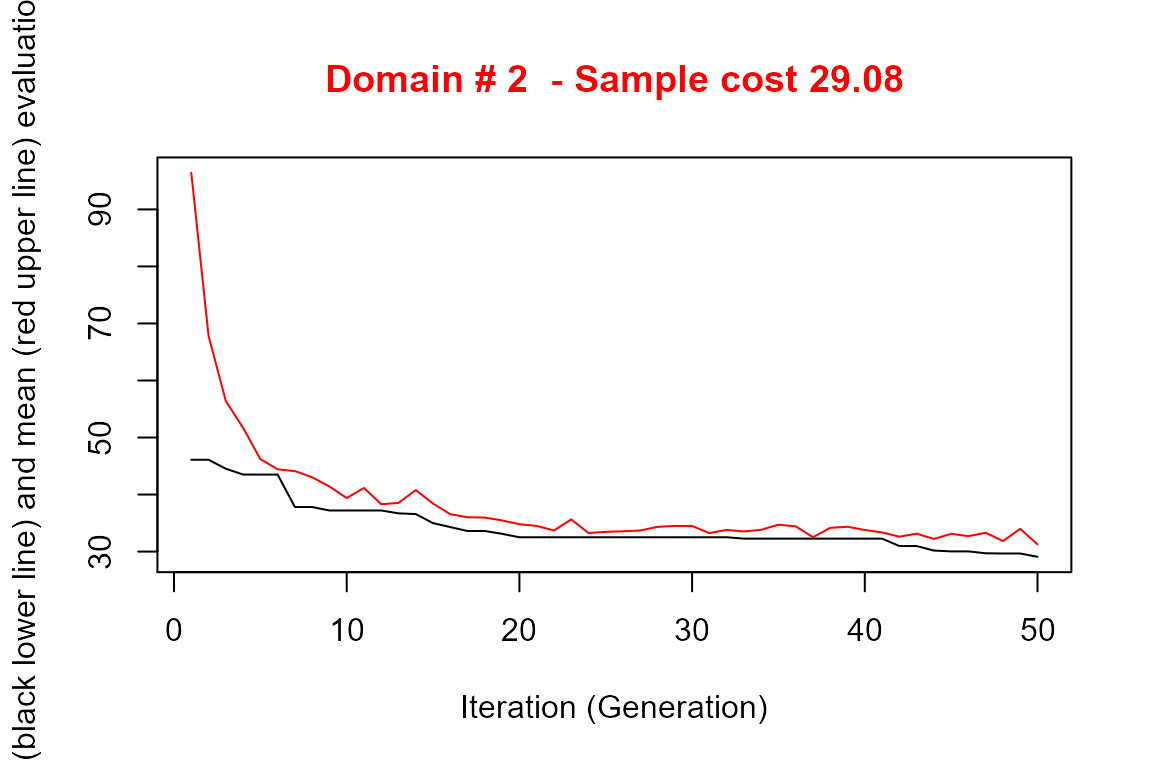 Domain # 2  - Sample cost 29.08
(black lower line) and mean (red upper line) evaluatio
90
70
50
30
0 10 20 30 40 50
Iteration (Generation)